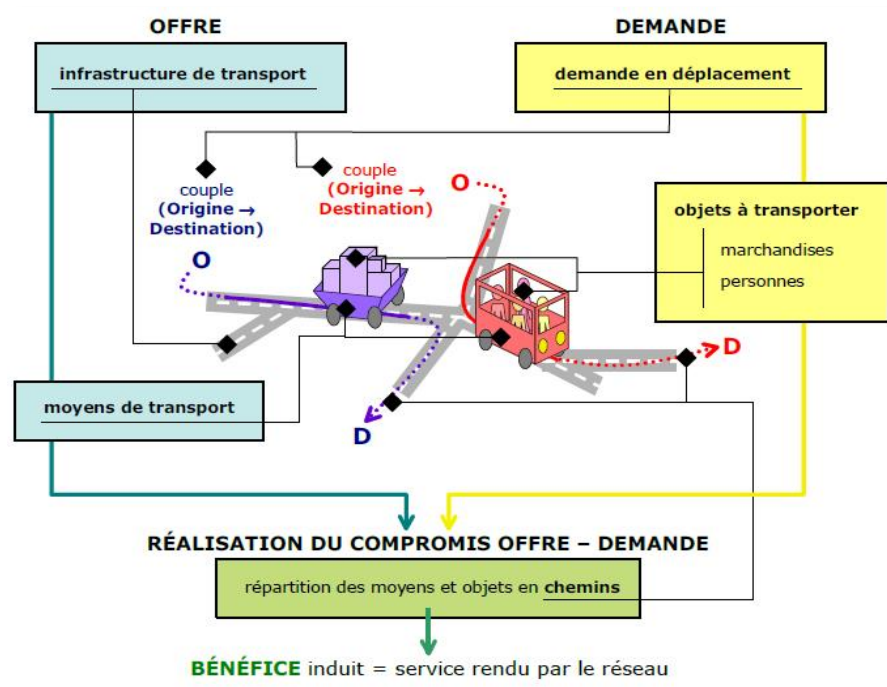 OFFRE
DEMANDE
infrastructure de transport
demande en déplacement
couple
(Origine →
Destination)
couple
(Origine →
Destination)
O
O
objets à transporter
marchandises
personnes
D
moyens de transport
D
RÉALISATION DU COMPROMIS OFFRE – DEMANDE
répartition des moyens et objets en chemins
BÉNÉFICE induit = service rendu par le réseau